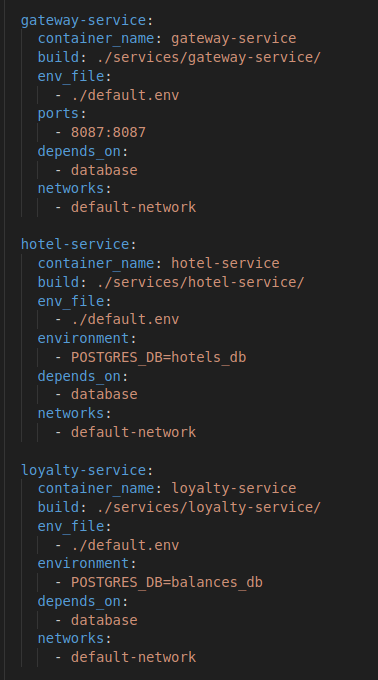 gateway-service:
  container_name: gateway-service
  build: ./services/gateway-service/
  env_file:
    - ./default.env
  ports:
    - 8087:8087
  depends_on:
    - database
  networks:
    - default-network

hotel-service:
  container_name: hotel-service
  build: ./services/hotel-service/
  env_file:
    - ./default.env
  environment:
    - POSTGRES_DB=hotels_db
  depends_on:
    - database
  networks:
    - default-network

loyalty-service:
  container_name: loyalty-service
  build: ./services/loyalty-service/
  env_file:
    - ./default.env
  environment:
    - POSTGRES_DB=balances_db
  depends_on:
    - database
  networks:
    - default-network